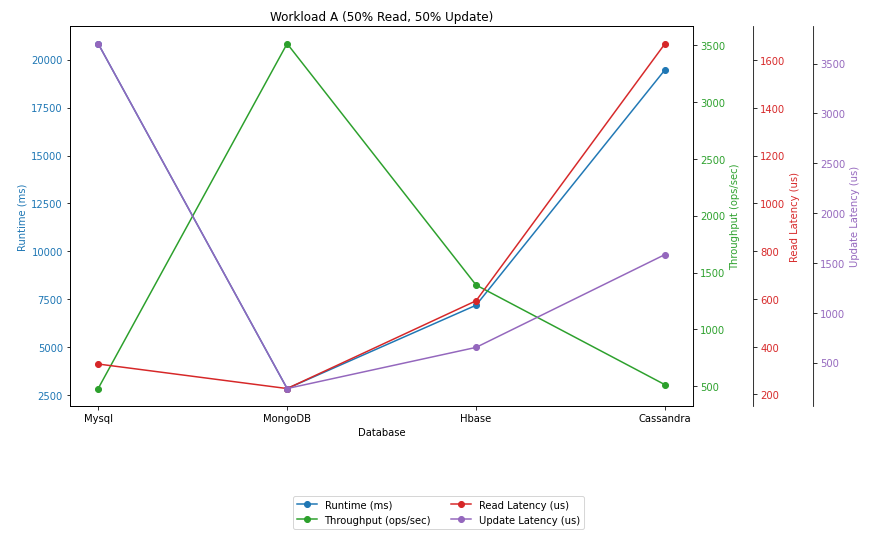 Workload A (50% Read, 50% Update)
Runtime (ms)
20000
17500
15000
12500
10000
7500
5000
2500
Mysql
MongoDB
Hbase
Cassandra
Database
3500
3000
2500
2000
1500
1000
500
Throughput (ops/sec)
1600
1400
1200
1000
800
600
400
200
Read Latency (us)
3500
3000
2500
2000
1500
1000
500
Update Latency (us)
Runtime (ms)
Throughput (ops/sec)
Read Latency (us)
Update Latency (us)